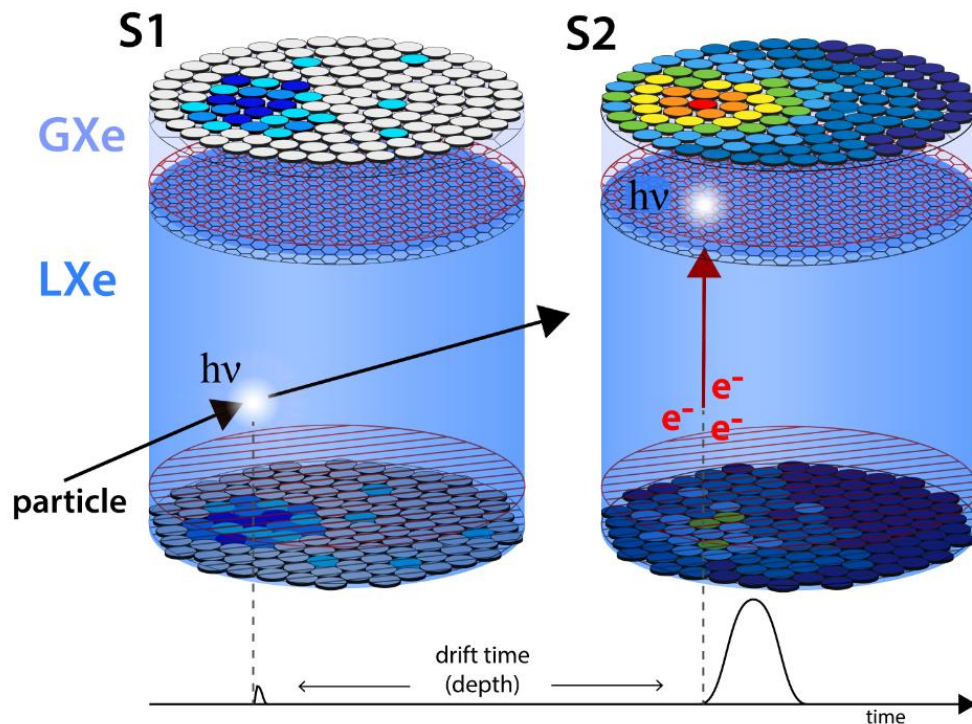 S1
S2
GXe
hν
LXe
hν
e⁻
e⁻
e⁻
particle
drift time
(depth)
time